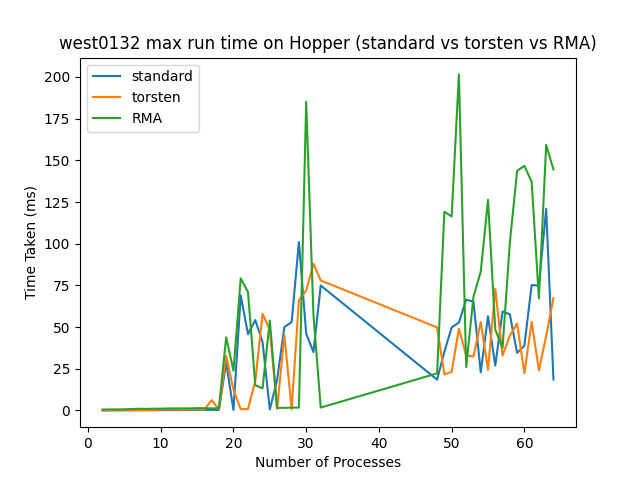 west0132 max run time on Hopper (standard vs torsten vs RMA)
standard
torsten
RMA
200
175
150
125
100
75
50
25
0
Time Taken (ms)
0 10 20 30 40 50 60
Number of Processes